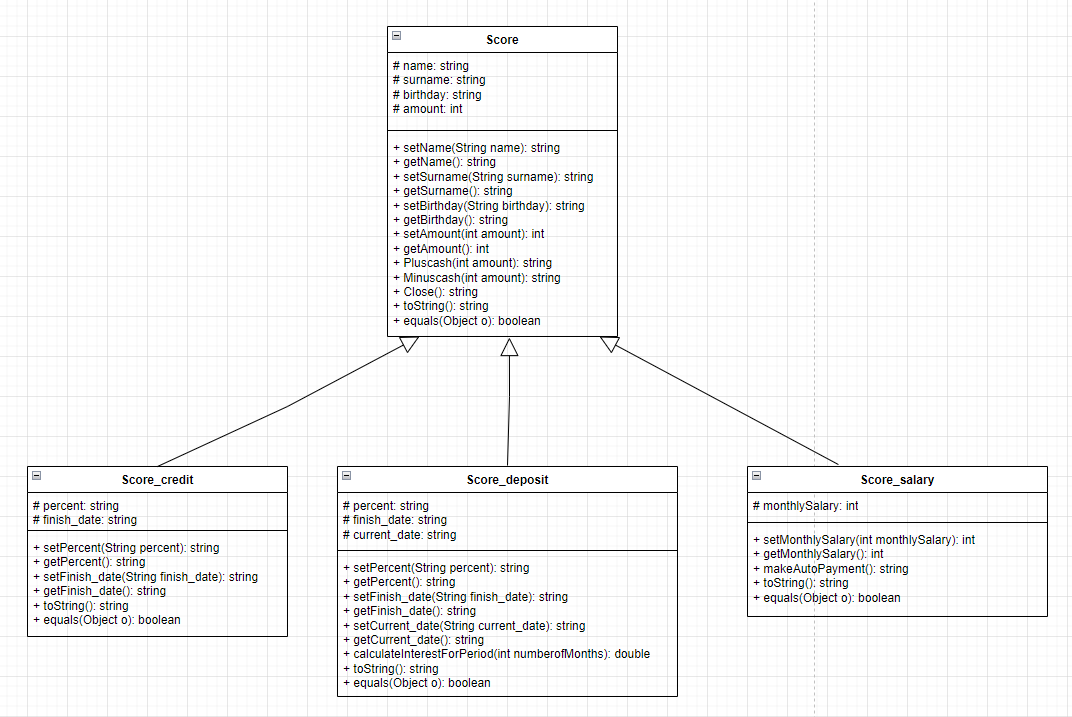 Score
# name: string
# surname: string
# birthday: string
# amount: int
+ setName(String name): string
+ getName(): string
+ setSurname(String surname): string
+ getSurname(): string
+ setBirthday(String birthday): string
+ getBirthday(): string
+ setAmount(int amount): int
+ getAmount(): int
+ Pluscash(int amount): string
+ Minuscash(int amount): string
+ Close(): string
+ toString(): string
+ equals(Object o): boolean
Score_credit
# percent: string
# finish_date: string
+ setPercent(String percent): string
+ getPercent(): string
+ setFinish_date(String finish_date): string
+ getFinish_date(): string
+ toString(): string
+ equals(Object o): boolean
Score_deposit
# percent: string
# finish_date: string
# current_date: string
+ setPercent(String percent): string
+ getPercent(): string
+ setFinish_date(String finish_date): string
+ getFinish_date(): string
+ setCurrent_date(String current_date): string
+ getCurrent_date(): string
+ calculateInterestForPeriod(int numberofMonths): double
+ toString(): string
+ equals(Object o): boolean
Score_salary
# monthlySalary: int
+ setMonthlySalary(int monthlySalary): int
+ getMonthlySalary(): int
+ makeAutoPayment(): string
+ toString(): string
+ equals(Object o): boolean